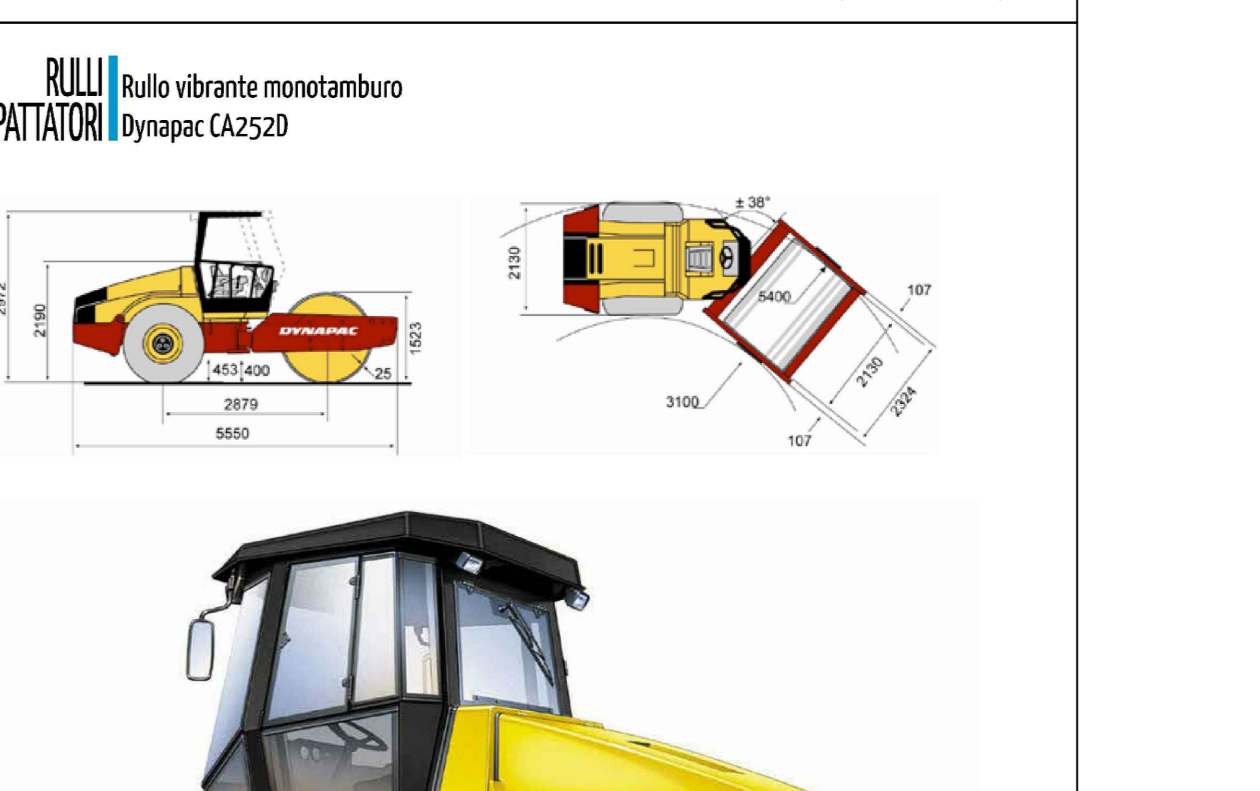 RULLI
Rullo vibrante monotamburo
PATTATORI
Dynapac CA252D
± 38°
2130
2190
5400
107
DYNAPAC
1523
453 400
25
2130
2324
2879
3100
5550
107